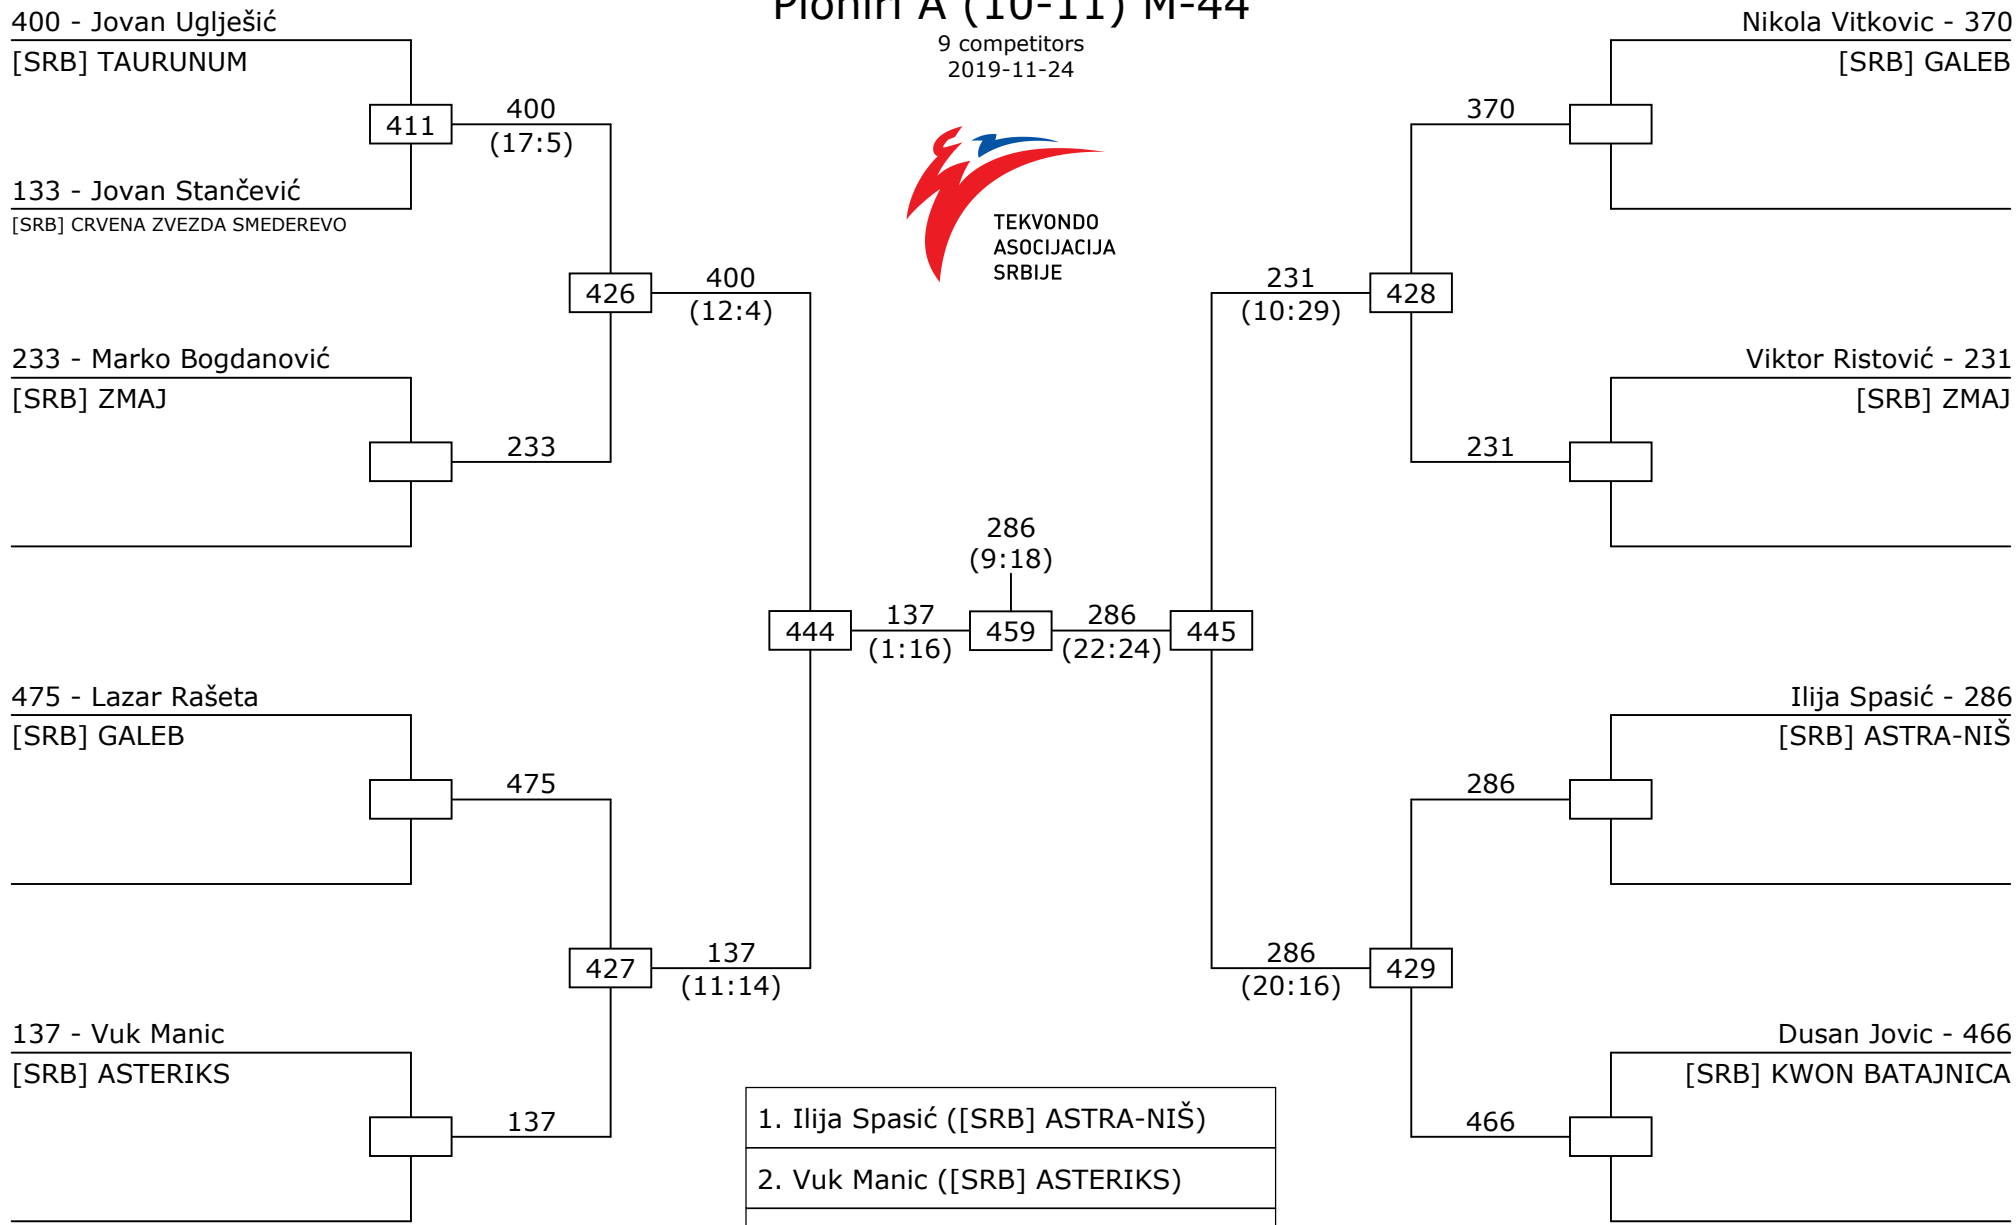 Pioniri A (10-11) M-44
9 competitors
2019-11-24
TEKVONDO
ASOCIJACIJA
SRBIJE
400 - Jovan Uglješić
[SRB] TAURUNUM
411
400
(17:5)
133 - Jovan Stančević
[SRB] CRVENA ZVEZDA SMEDEREVO
426
400
(12:4)
233 - Marko Bogdanović
[SRB] ZMAJ
233
475 - Lazar Rašeta
[SRB] GALEB
475
427
137
(11:14)
137 - Vuk Manic
[SRB] ASTERIKS
137
444
137
(1:16)
286
(9:18)
459
286
(22:24)
445
Nikola Vitkovic - 370
[SRB] GALEB
370
231
(10:29)
428
Viktor Ristović - 231
[SRB] ZMAJ
231
Ilija Spasić - 286
[SRB] ASTRA-NIŠ
286
286
(20:16)
429
Dusan Jovic - 466
[SRB] KWON BATAJNICA
466
1. Ilija Spasić ([SRB] ASTRA-NIŠ)
2. Vuk Manic ([SRB] ASTERIKS)